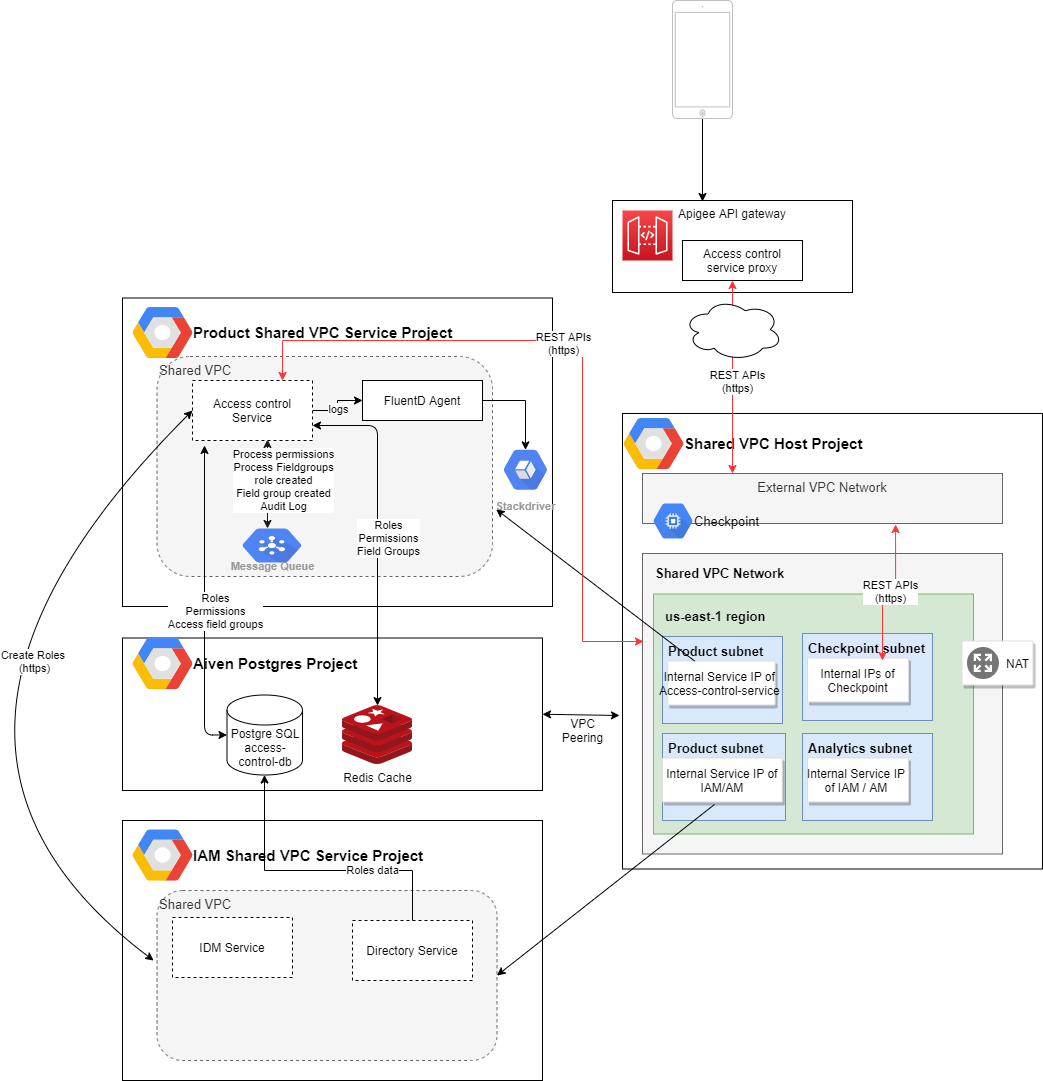 Apigee API gateway
Access control
service proxy
Product Shared VPC Service Project
REST APIs
(https)
Shared VPC
REST APIs
(https)
Access control
Service
logs
FluentD Agent
Process permissions
Process Fieldgroups
role created
Field group created
Audit Log
Stackdriver
Message Queue
Roles
Permissions
Field Groups
Shared VPC Host Project
External VPC Network
Checkpoint
Shared VPC Network
REST APIs
(https)
us-east-1 region
Product subnet
Internal Service IP of
Access-control-service
Checkpoint subnet
Internal IPs of
Checkpoint
NAT
Product subnet
Internal Service IP of
IAM/AM
Analytics subnet
Internal Service IP
of IAM / AM
Roles
Permissions
Access field groups
Create Roles
(https)
Aiven Postgres Project
Postgre SQL
access-
control-db
Redis Cache
VPC
Peering
IAM Shared VPC Service Project
Roles data
Shared VPC
IDM Service
Directory Service